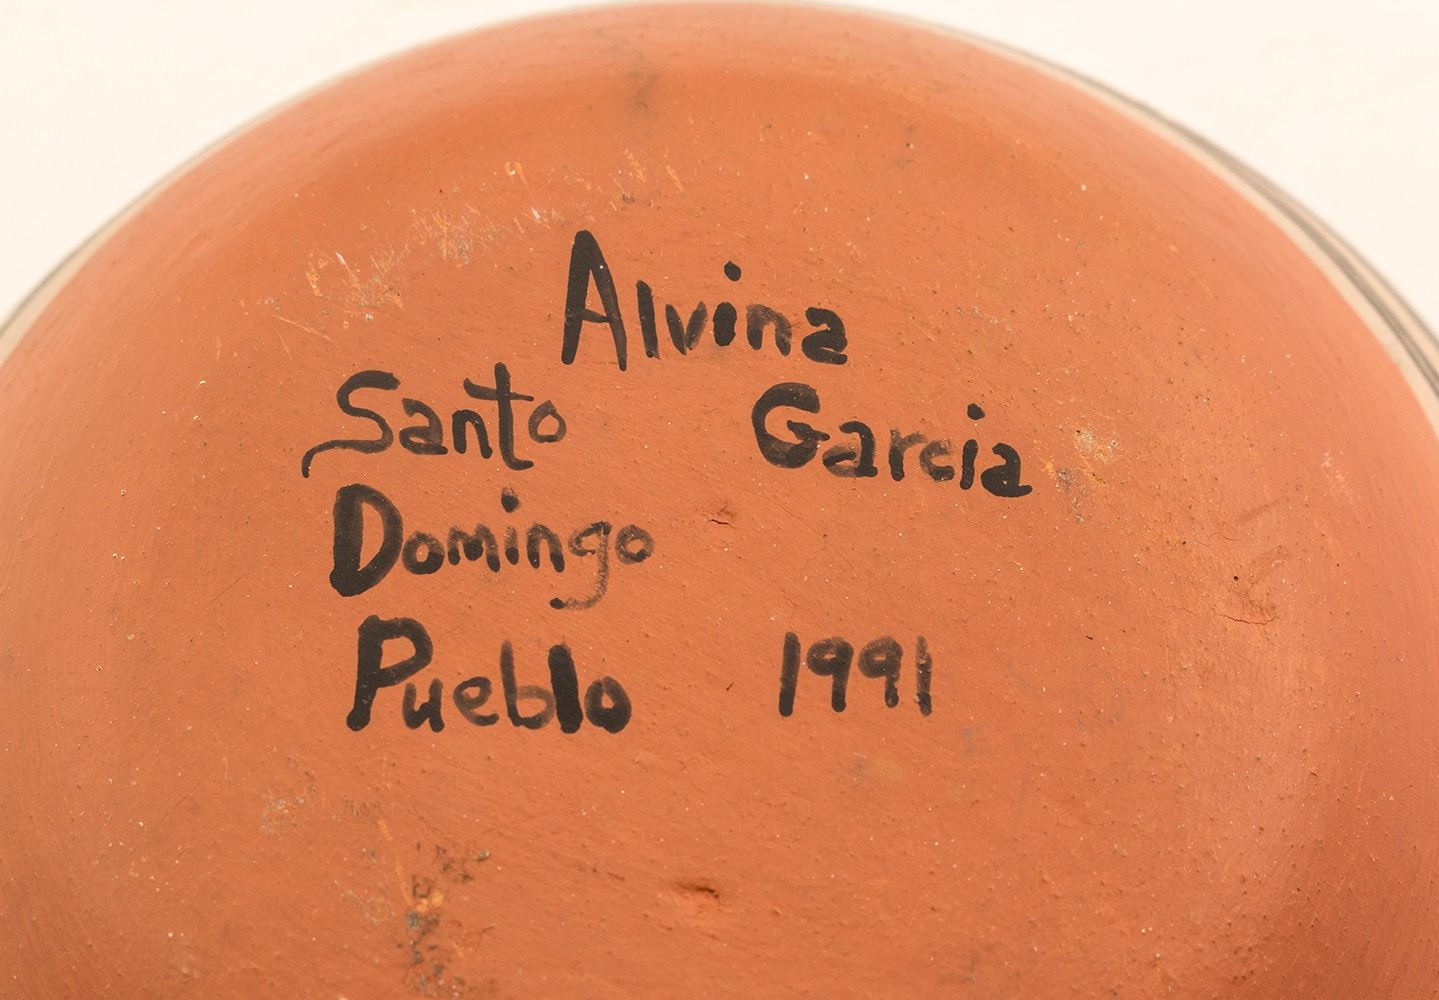 Alvina
Garcia
Santo
Domingo
Pueblo
1991